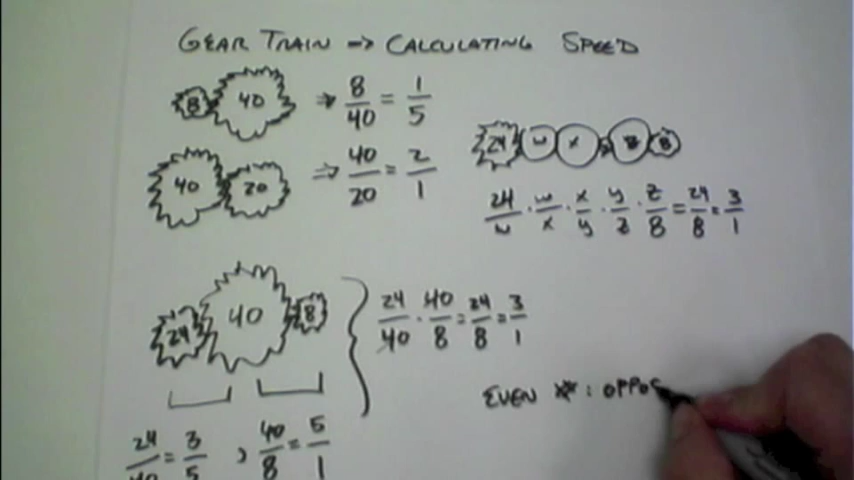 GEAR TRAIN → CALCULATING SPEED
8 40 ⇒ 8/40 = 1/5
40 20 ⇒ 40/20 = 2/1
24 w x y z 8
24/w · w/x · x/y · y/z · z/8 = 24/8 = 3/1
24 40 8
24/40 · 40/8 = 24/8 = 3/1
24/40 = 3/5 , 40/8 = 5/1
EVEN : OPPOS